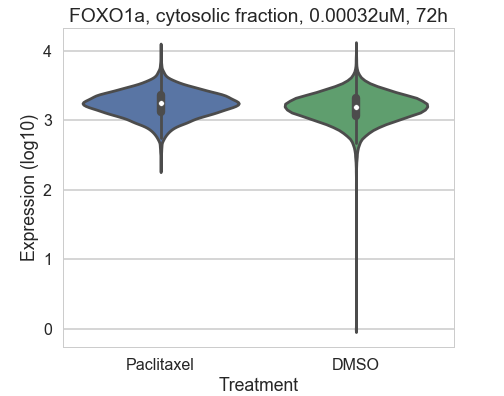 FOXO1a, cytosolic fraction, 0.00032uM, 72h
Expression (log10)
4
3
2
1
0
Paclitaxel
DMSO
Treatment